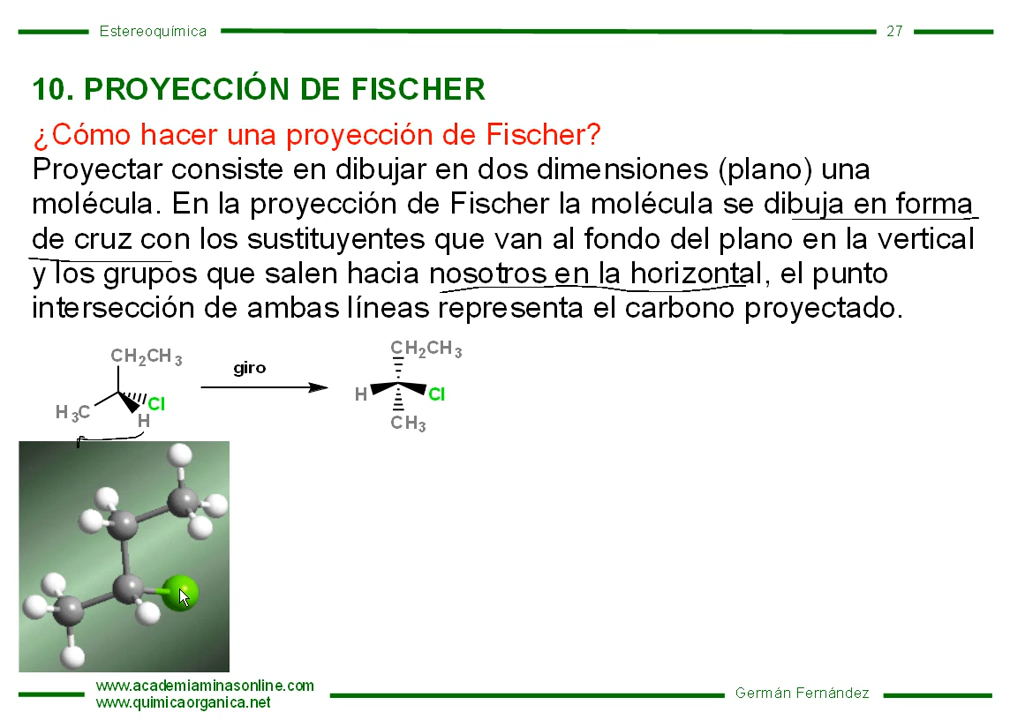 Estereoquímica 27
10. PROYECCIÓN DE FISCHER
¿Cómo hacer una proyección de Fischer?
Proyectar consiste en dibujar en dos dimensiones (plano) una
molécula. En la proyección de Fischer la molécula se dibuja en forma
de cruz con los sustituyentes que van al fondo del plano en la vertical
y los grupos que salen hacia nosotros en la horizontal, el punto
intersección de ambas líneas representa el carbono proyectado.
CH2CH3
H3C
Cl
H
giro
CH2CH3
H Cl
CH3
www.academiaminasonline.com
www.quimicaorganica.net
Germán Fernández